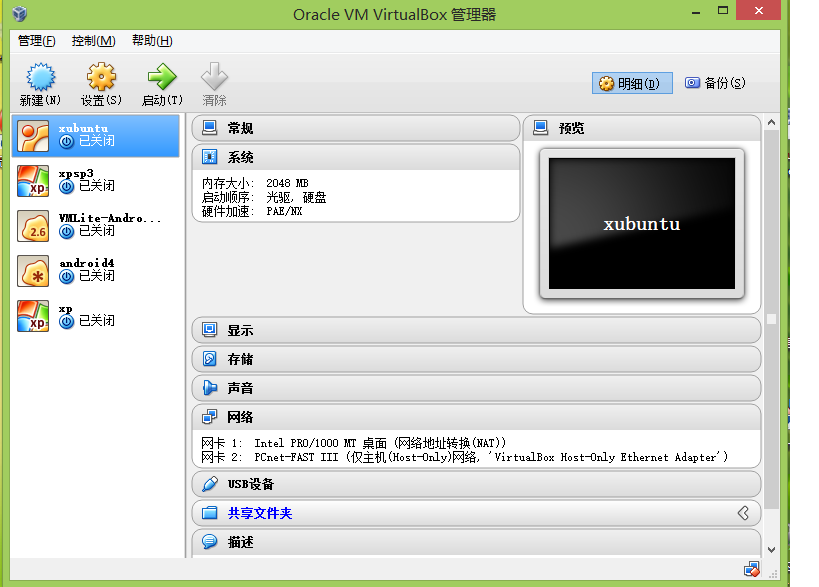 Oracle VM VirtualBox 管理器
管理(F) 控制(M) 帮助(H)
新建(N) 设置(S) 启动(T) 清除 明细(D) 备份(S)
xubuntu
已关闭
xpsp3
已关闭
2.6
VMLite-Andro...
已关闭
android4
已关闭
xp
已关闭
常规
系统
内存大小: 2048 MB
启动顺序: 光驱, 硬盘
硬件加速: PAE/NX
预览
xubuntu
显示
存储
声音
网络
网卡 1: Intel PRO/1000 MT 桌面 (网络地址转换(NAT))
网卡 2: PCnet-FAST III (仅主机(Host-Only)网络, 'VirtualBox Host-Only Ethernet Adapter')
USB设备
共享文件夹
描述